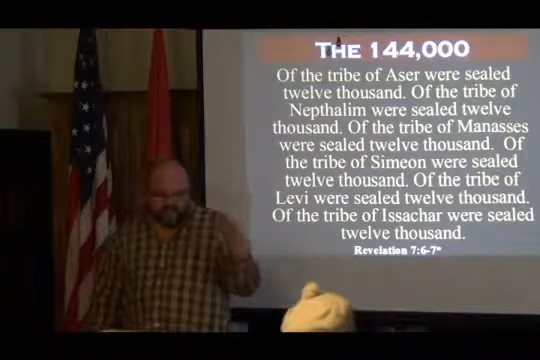 THE 144,000
Of the tribe of Aser were sealed
twelve thousand. Of the tribe of
Nepthalim were sealed twelve
thousand. Of the tribe of Manasses
were sealed twelve thousand. Of
the tribe of Simeon were sealed
twelve thousand. Of the tribe of
Levi were sealed twelve thousand.
Of the tribe of Issachar were sealed
twelve thousand.
Revelation 7:6-7*